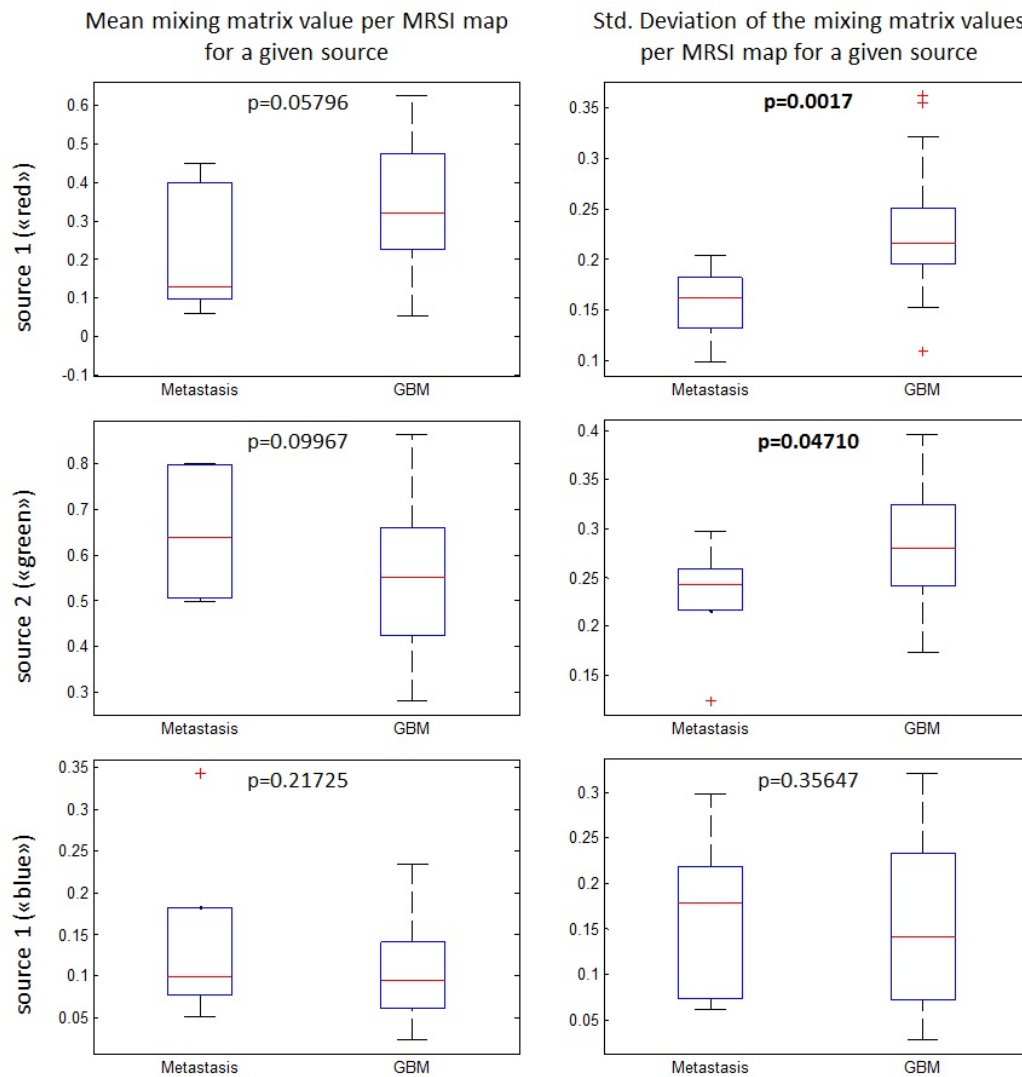 Mean mixing matrix value per MRSI map
for a given source
Std. Deviation of the mixing matrix values
per MRSI map for a given source
source 1 («red»)
p=0.05796
0.6
0.5
0.4
0.3
0.2
0.1
0
-0.1
Metastasis GBM
p=0.0017
0.35
0.3
0.25
0.2
0.15
0.1
Metastasis GBM
source 2 («green»)
p=0.09967
0.8
0.7
0.6
0.5
0.4
0.3
Metastasis GBM
p=0.04710
0.4
0.35
0.3
0.25
0.2
0.15
Metastasis GBM
source 1 («blue»)
p=0.21725
0.35
0.3
0.25
0.2
0.15
0.1
0.05
Metastasis GBM
p=0.35647
0.3
0.25
0.2
0.15
0.1
0.05
Metastasis GBM